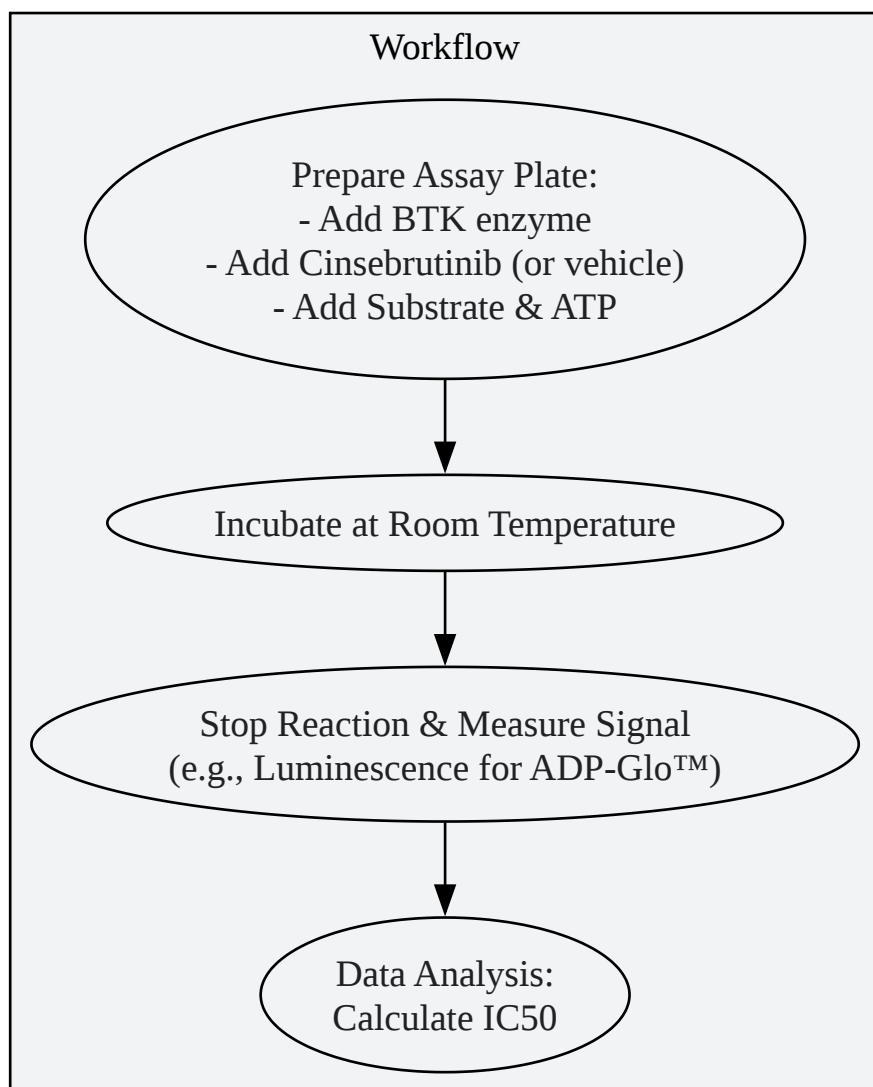 Workflow
Prepare Assay Plate:
- Add BTK enzyme
- Add Cinsebrutinib (or vehicle)
- Add Substrate & ATP
Incubate at Room Temperature
Stop Reaction & Measure Signal
(e.g., Luminescence for ADP-Glo™)
Data Analysis:
Calculate IC50